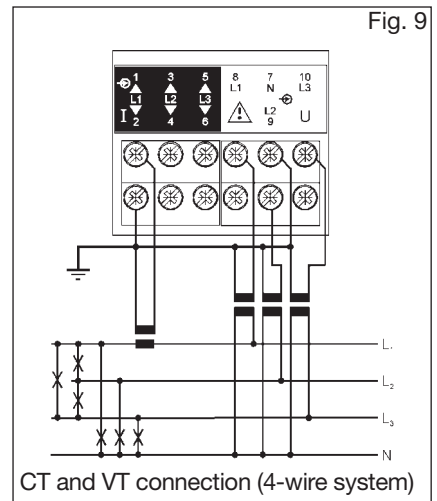 Fig. 9
1 3 5 8 7 10
L1 N L3
L1 L2 L3
I 2 4 6 L2 9 U
L1
L2
L3
N
CT and VT connection (4-wire system)